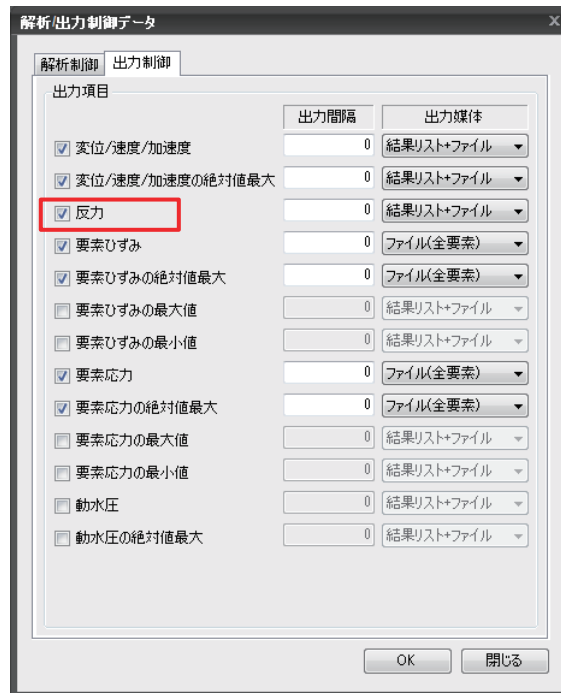 解析/出力制御データ x
解析制御 出力制御
出力項目
出力間隔 出力媒体
変位/速度/加速度 0 結果リスト+ファイル
変位/速度/加速度の絶対値最大 0 結果リスト+ファイル
反力 0 結果リスト+ファイル
要素ひずみ 0 ファイル(全要素)
要素ひずみの絶対値最大 0 ファイル(全要素)
要素ひずみの最大値 0 結果リスト+ファイル
要素ひずみの最小値 0 結果リスト+ファイル
要素応力 0 ファイル(全要素)
要素応力の絶対値最大 0 ファイル(全要素)
要素応力の最大値 0 結果リスト+ファイル
要素応力の最小値 0 結果リスト+ファイル
動水圧 0 結果リスト+ファイル
動水圧の絶対値最大 0 結果リスト+ファイル
OK 閉じる